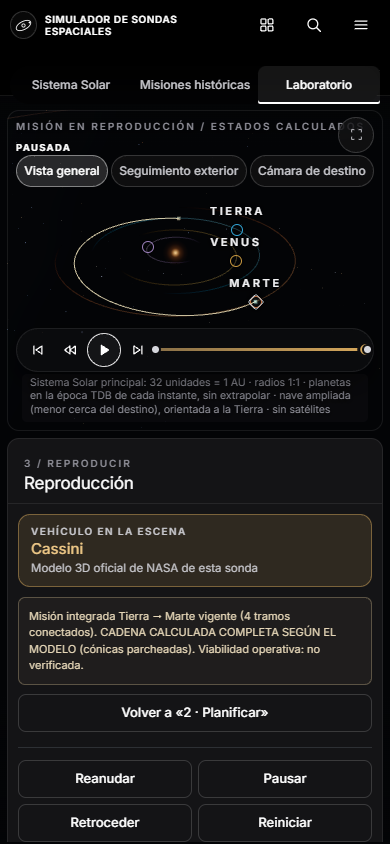 SIMULADOR DE SONDAS
ESPACIALES
Sistema Solar
Misiones históricas
Laboratorio
MISIÓN EN REPRODUCCIÓN / ESTADOS CALCULADOS
PAUSADA
Vista general
Seguimiento exterior
Cámara de destino
TIERRA
VENUS
MARTE
Sistema Solar principal: 32 unidades = 1 AU · radios 1:1 · planetas
en la época TDB de cada instante, sin extrapolar · nave ampliada
(menor cerca del destino), orientada a la Tierra · sin satélites
3 / REPRODUCIR
Reproducción
VEHÍCULO EN LA ESCENA
Cassini
Modelo 3D oficial de NASA de esta sonda
Misión integrada Tierra → Marte vigente (4 tramos
conectados). CADENA CALCULADA COMPLETA SEGÚN EL
MODELO (cónicas parcheadas). Viabilidad operativa: no
verificada.
Volver a «2 · Planificar»
Reanudar
Pausar
Retroceder
Reiniciar